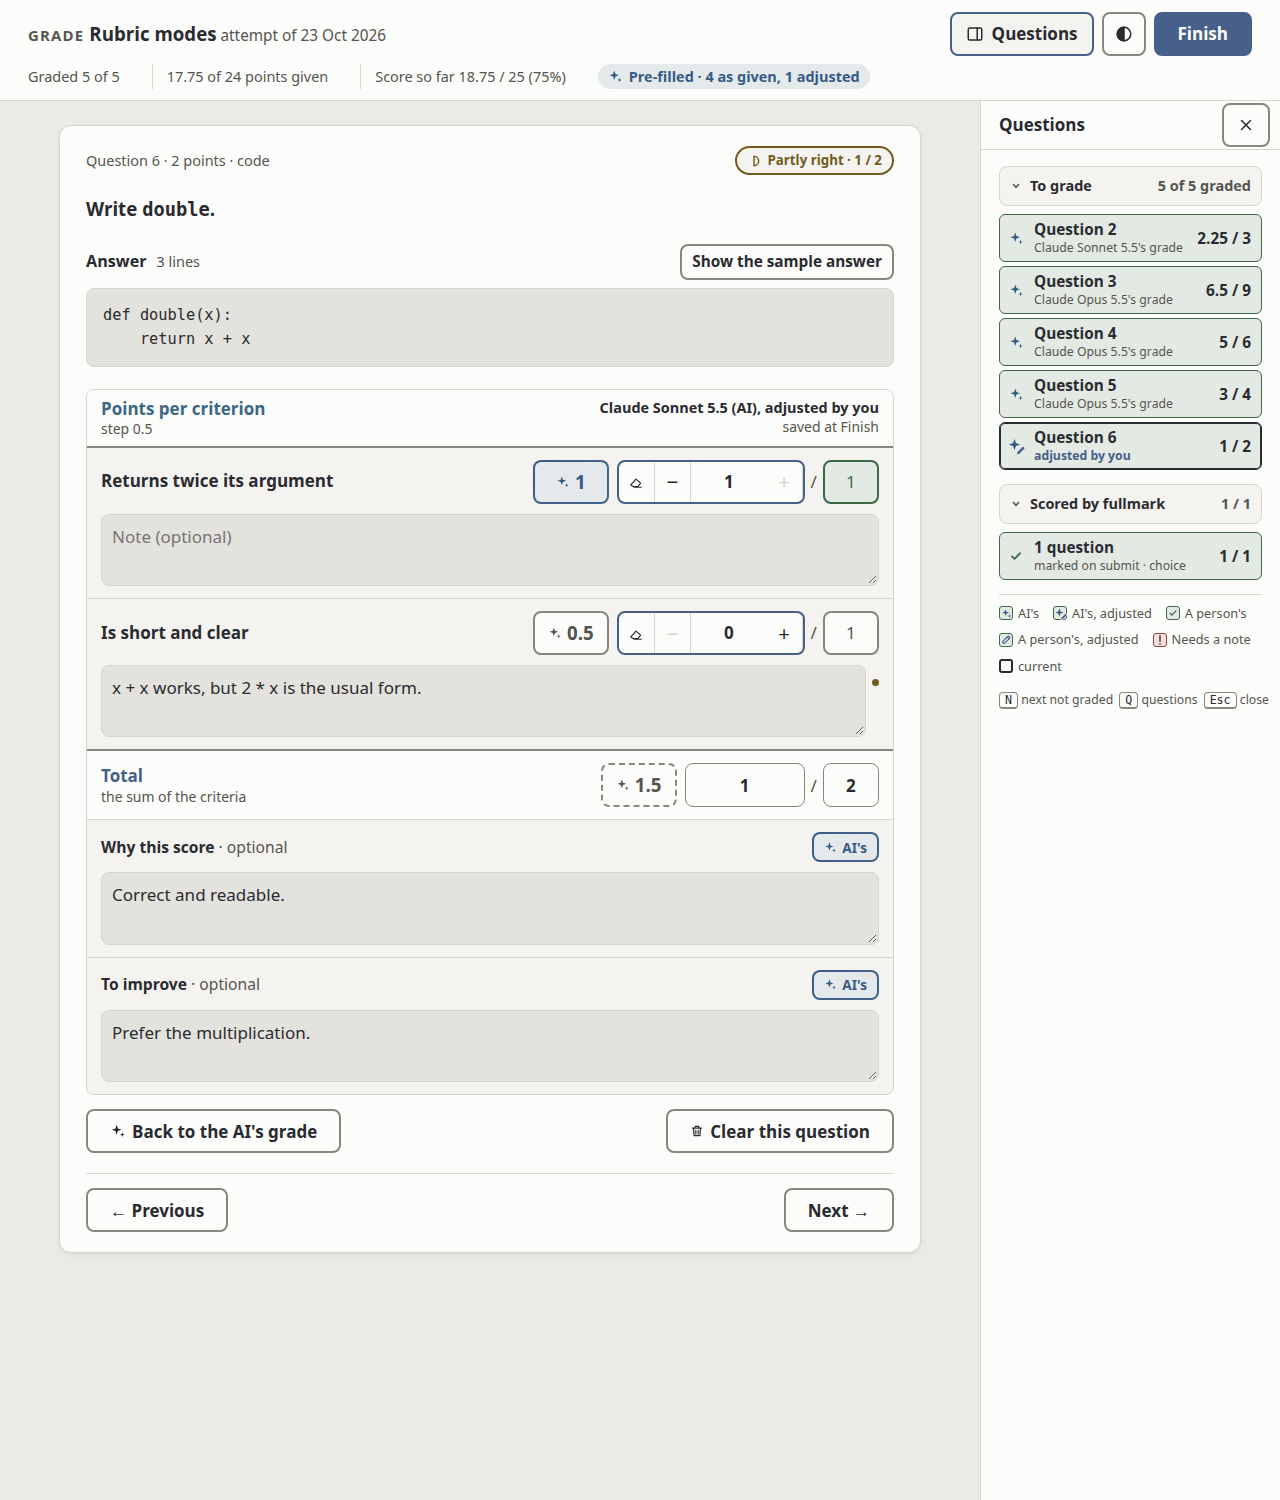 GRADE Rubric modes attempt of 23 Oct 2026
Questions
Finish
Graded 5 of 5
17.75 of 24 points given
Score so far 18.75 / 25 (75%)
Pre-filled · 4 as given, 1 adjusted
Question 6 · 2 points · code
Partly right · 1 / 2
Write double.
Answer 3 lines
Show the sample answer
def double(x):
    return x + x
Points per criterion
step 0.5
Claude Sonnet 5.5 (AI), adjusted by you
saved at Finish
Returns twice its argument
1
− 1 + / 1
Note (optional)
Is short and clear
0.5
− 0 + / 1
x + x works, but 2 * x is the usual form.
Total
the sum of the criteria
1.5
1 / 2
Why this score · optional
AI's
Correct and readable.
To improve · optional
AI's
Prefer the multiplication.
Back to the AI's grade
Clear this question
← Previous
Next →
Questions
To grade
5 of 5 graded
Question 2
Claude Sonnet 5.5's grade
2.25 / 3
Question 3
Claude Opus 5.5's grade
6.5 / 9
Question 4
Claude Opus 5.5's grade
5 / 6
Question 5
Claude Opus 5.5's grade
3 / 4
Question 6
adjusted by you
1 / 2
Scored by fullmark
1 / 1
1 question
marked on submit · choice
1 / 1
AI's
AI's, adjusted
A person's
A person's, adjusted
Needs a note
current
N next not graded Q questions Esc close